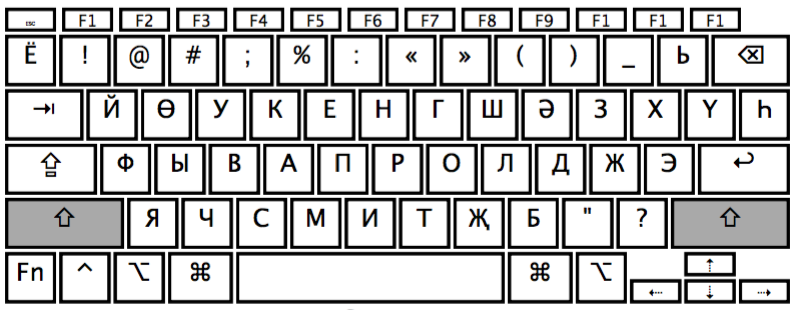 esc F1 F2 F3 F4 F5 F6 F7 F8 F9 F1 F1 F1
Ё ! @ # ; % : « » ( ) _ Ь ⌫
⇥ Й Ө У К Е Н Г Ш Ә З Х Ү Һ
⇪ Ф Ы В А П Р О Л Д Ж Э ↩
⇧ Я Ч С М И Т Җ Б " ? ⇧
Fn ^ ⌥ ⌘ ⌘ ⌥ ⇠ ⇡ ⇣ ⇢